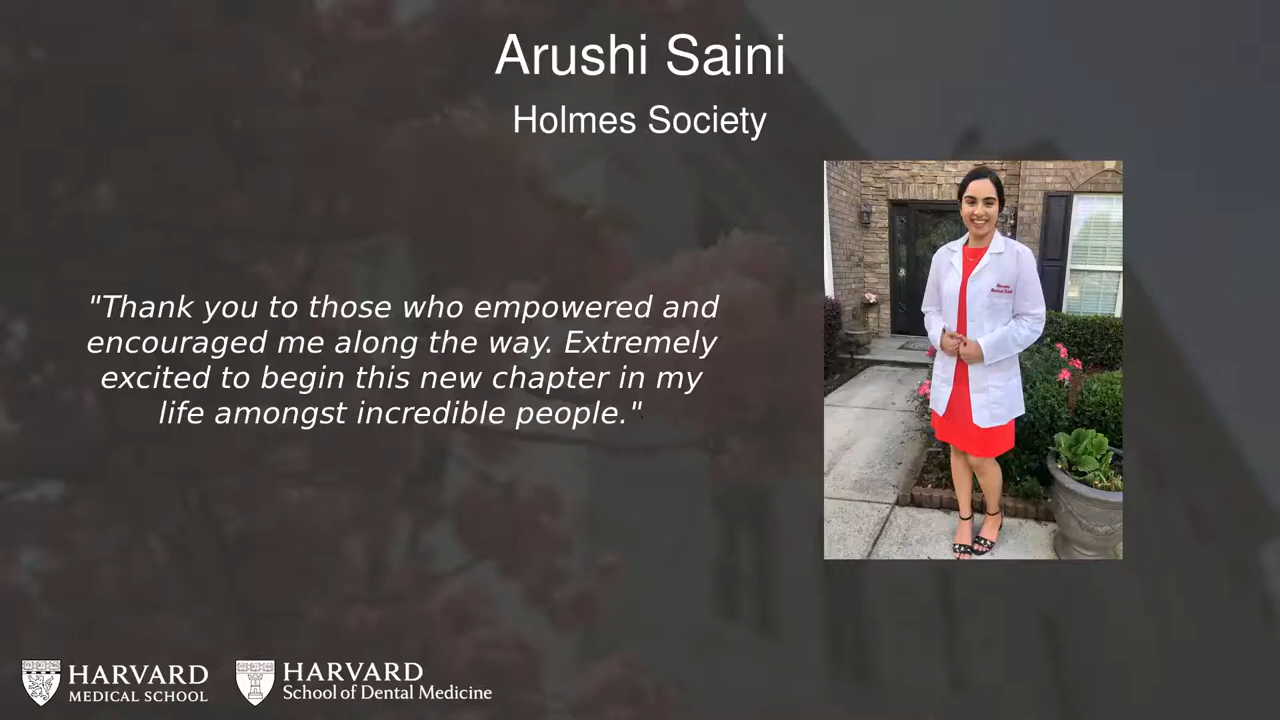 Arushi Saini
Holmes Society
"Thank you to those who empowered and
encouraged me along the way. Extremely
excited to begin this new chapter in my
life amongst incredible people."
HARVARD
MEDICAL SCHOOL
HARVARD
School of Dental Medicine